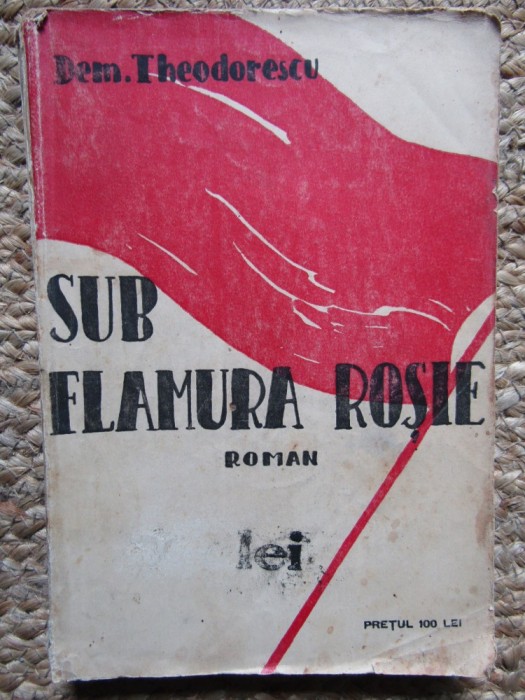 Dem. Theodorescu
SUB
FLAMURA ROȘIE
ROMAN
lei
PREȚUL 100 LEI